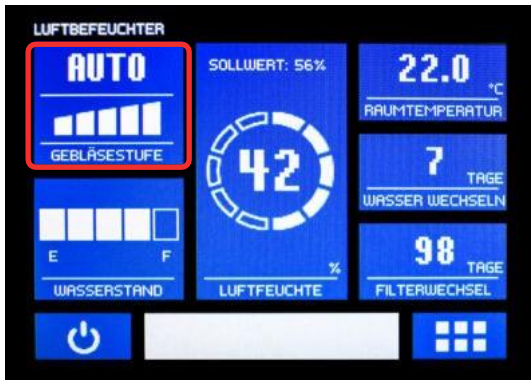 LUFTBEFEUCHTER
AUTO
GEBLÄSESTUFE
E F
WASSERSTAND
SOLLWERT: 56%
42
%
LUFTFEUCHTE
22.0 °C
RAUMTEMPERATUR
7 TAGE
WASSER WECHSELN
98 TAGE
FILTERWECHSEL